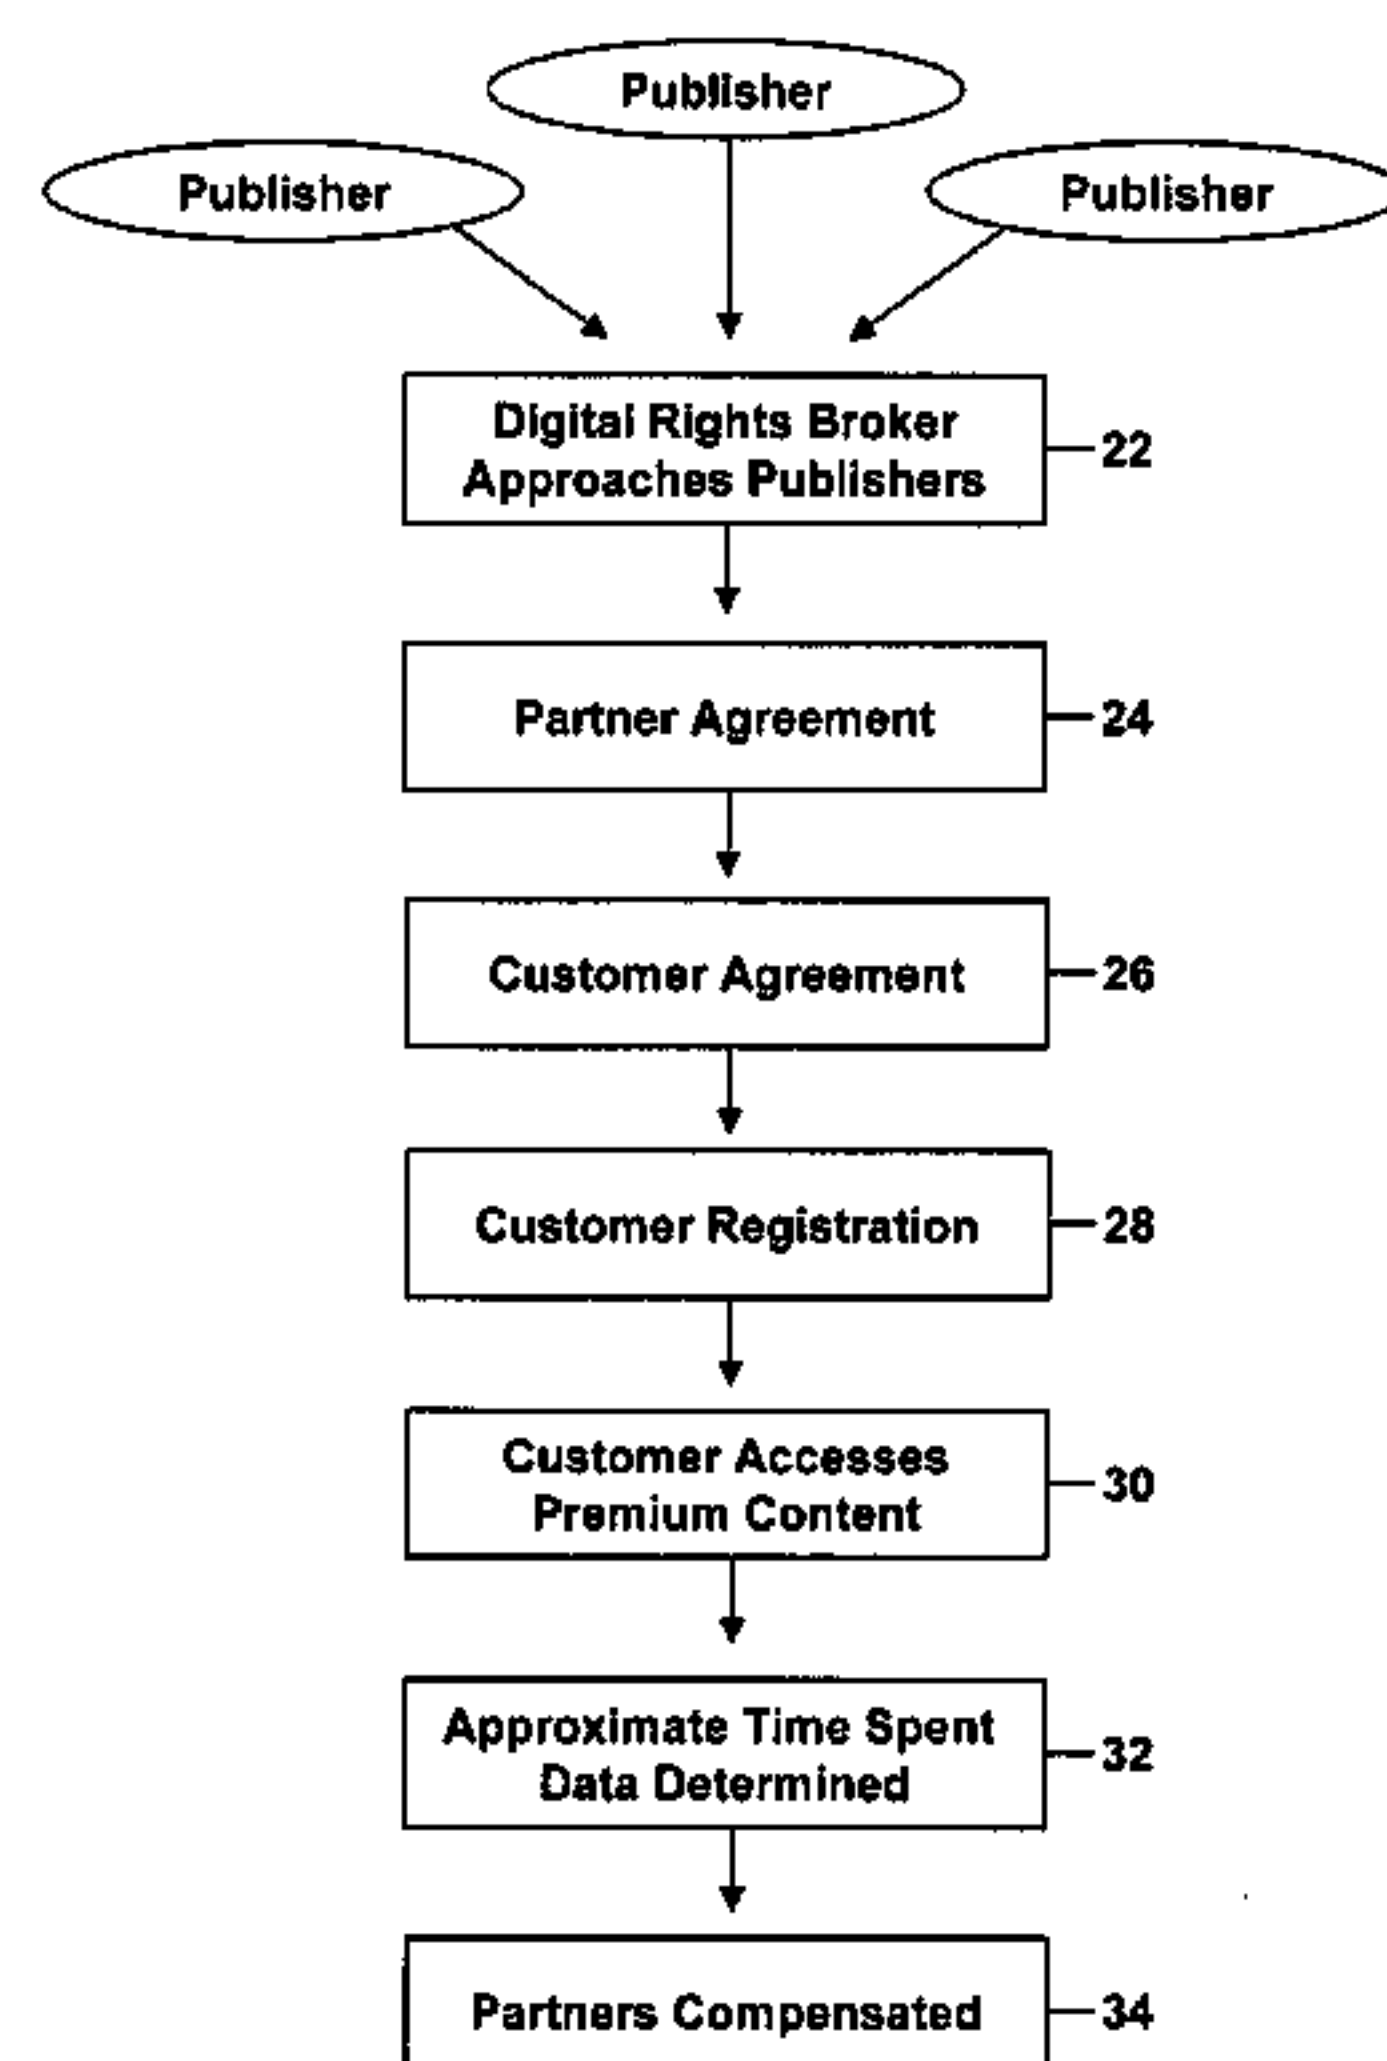 Publisher
Publisher
Publisher
Digital Rights Broker
Approaches Publishers
22
Partner Agreement
24
Customer Agreement
26
Customer Registration
28
Customer Accesses
Premium Content
30
Approximate Time Spent
Data Determined
32
Partners Compensated
34